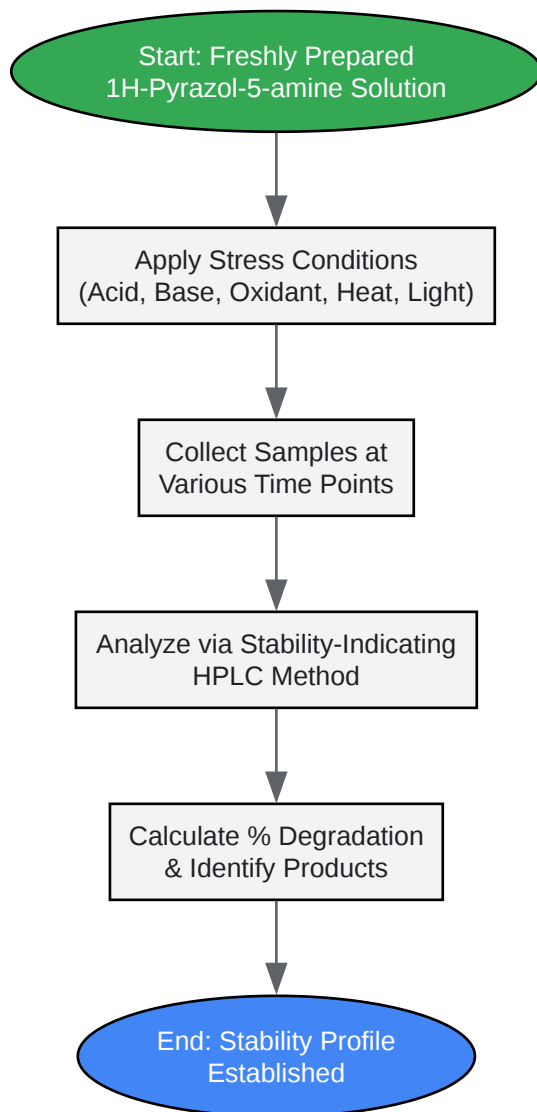 Start: Freshly Prepared
1H-Pyrazol-5-amine Solution
Apply Stress Conditions
(Acid, Base, Oxidant, Heat, Light)
Collect Samples at
Various Time Points
Analyze via Stability-Indicating
HPLC Method
Calculate % Degradation
& Identify Products
End: Stability Profile
Established